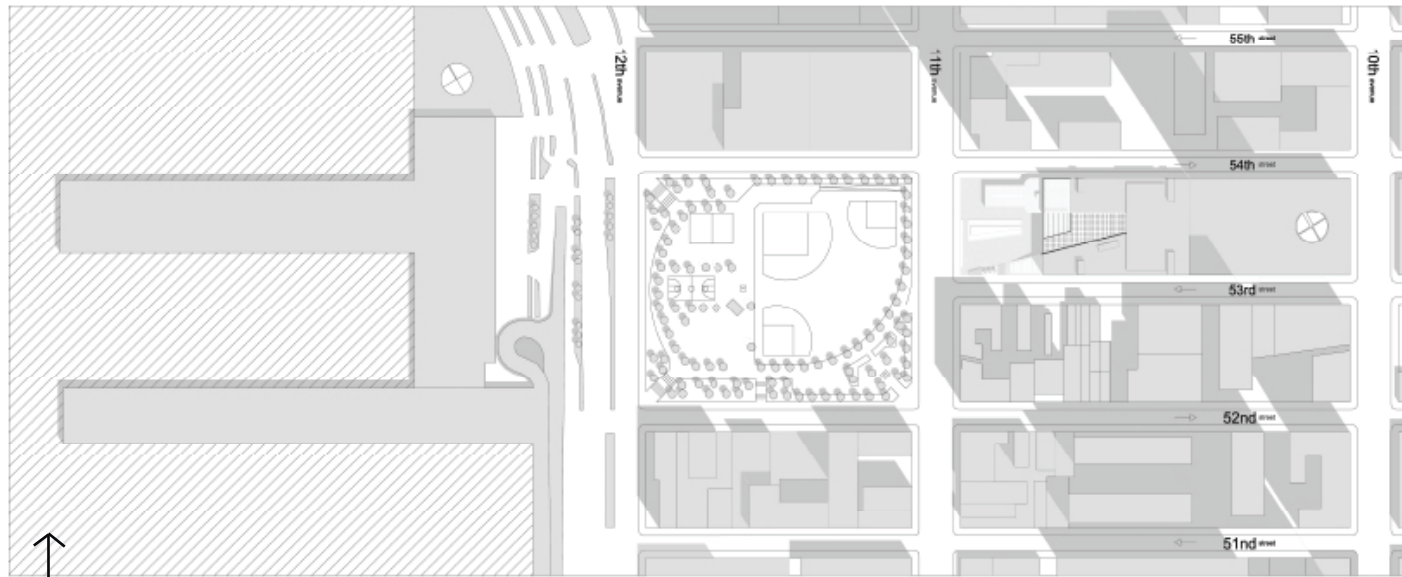 55th street
12th avenue
11th avenue
10th avenue
54th street
53rd street
52nd street
51nd street